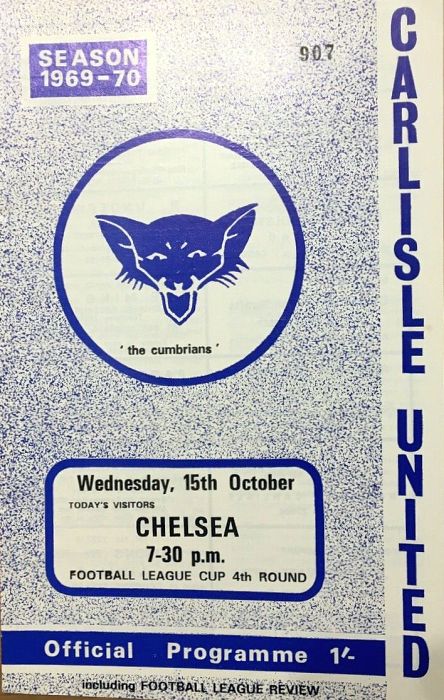 SEASON
1969-70
907
CARLISLE UNITED
'the cumbrians'
Wednesday, 15th October
TODAY'S VISITORS
CHELSEA
7-30 p.m.
FOOTBALL LEAGUE CUP 4th ROUND
Official Programme 1/-
including FOOTBALL LEAGUE REVIEW